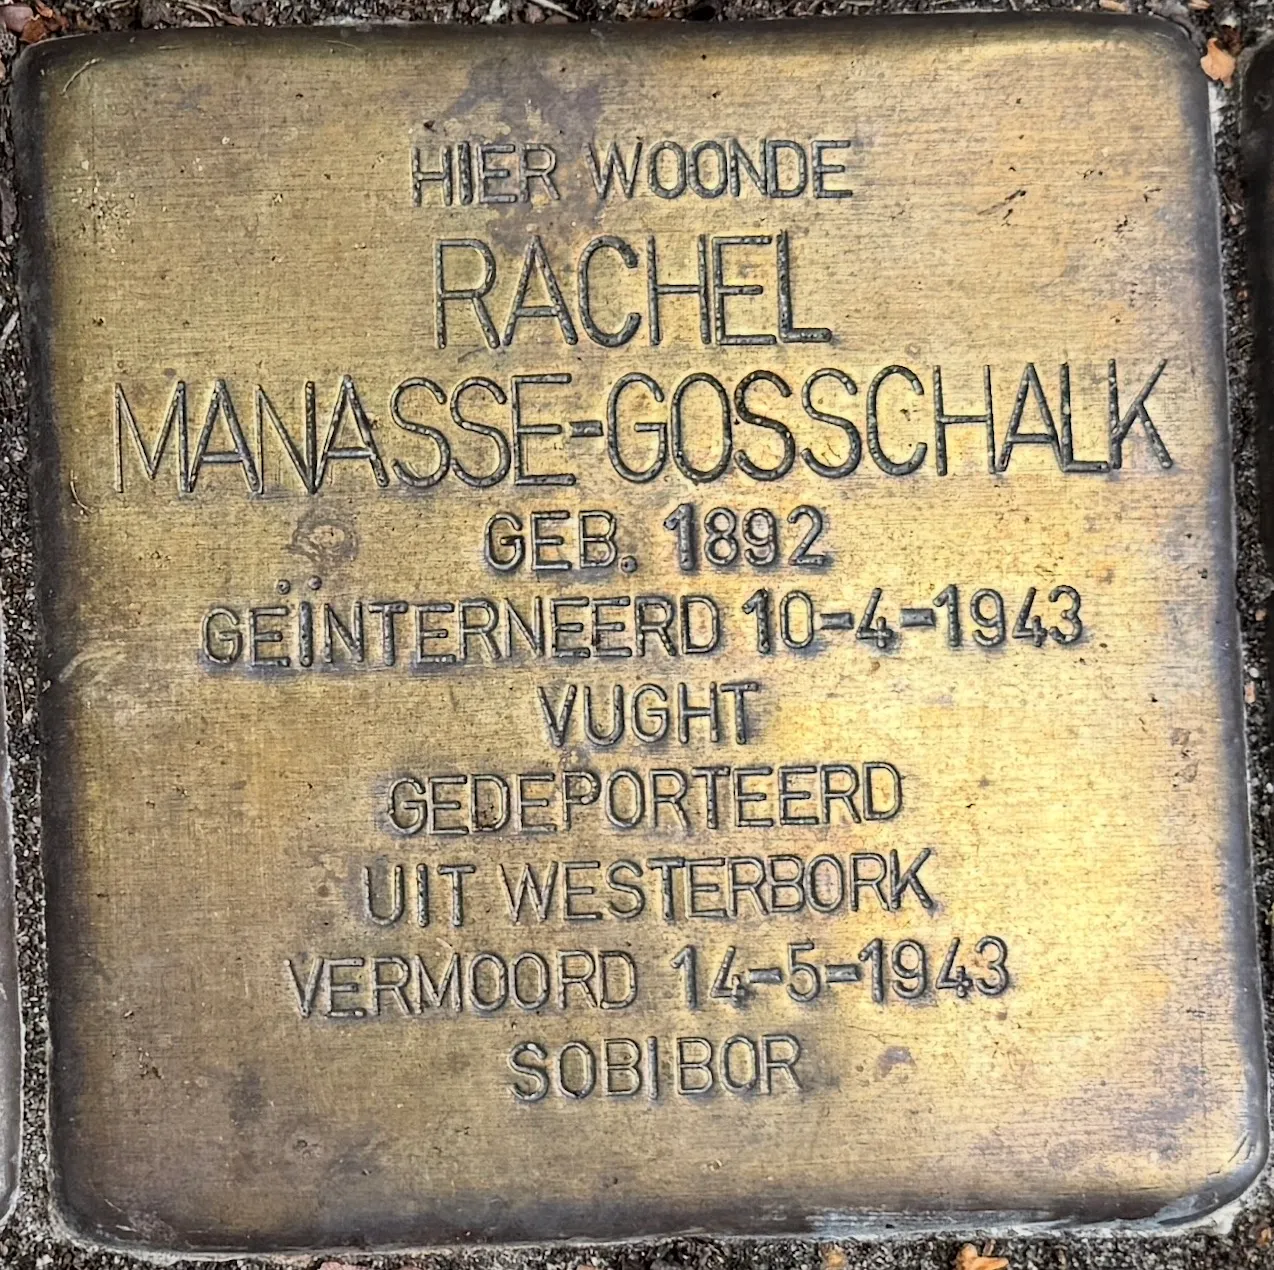 HIER WOONDE
RACHEL
MANASSE-GOSSCHALK
GEB. 1892
GEÏNTERNEERD 10-4-1943
VUGHT
GEDEPORTEERD
UIT WESTERBORK
VERMOORD 14-5-1943
SOBIBOR